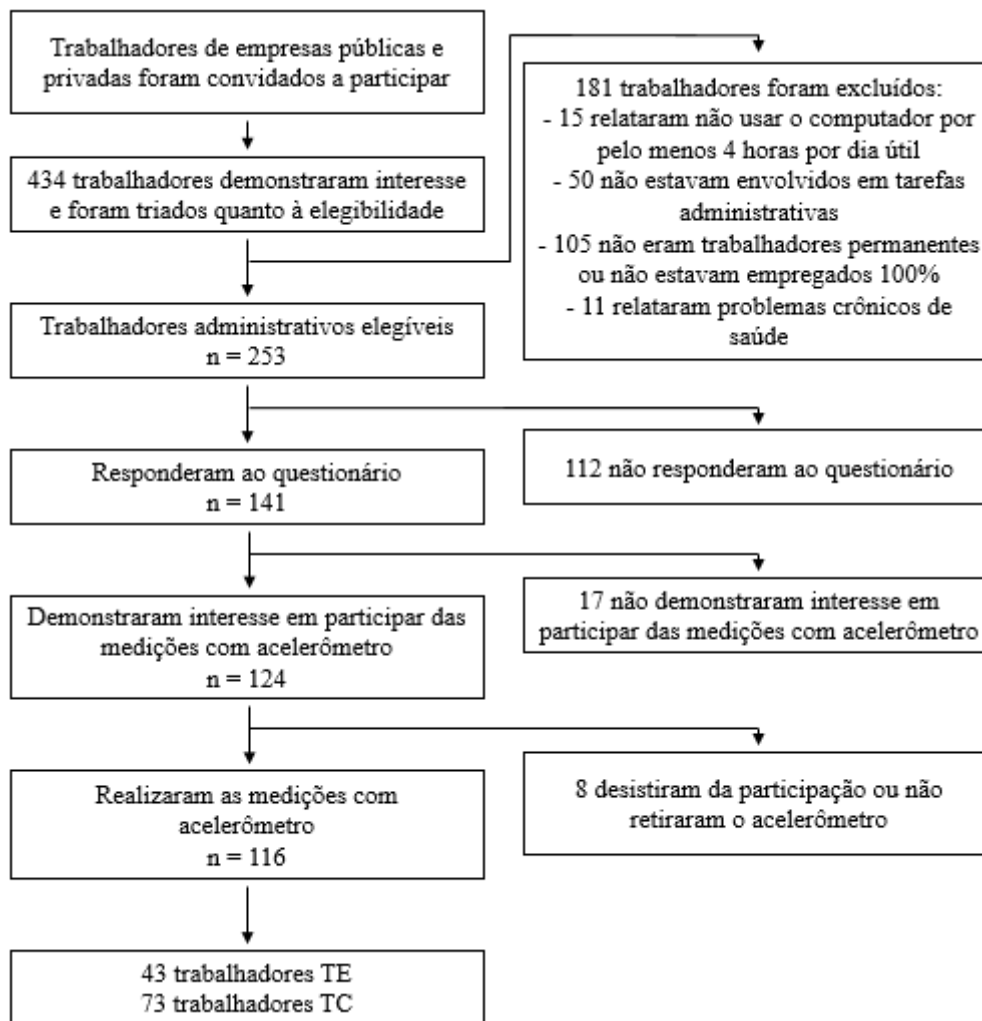 Trabalhadores de empresas públicas e
privadas foram convidados a participar
181 trabalhadores foram excluídos:
- 15 relataram não usar o computador por
pelo menos 4 horas por dia útil
- 50 não estavam envolvidos em tarefas
administrativas
- 105 não eram trabalhadores permanentes
ou não estavam empregados 100%
- 11 relataram problemas crônicos de
saúde
434 trabalhadores demonstraram interesse
e foram triados quanto à elegibilidade
Trabalhadores administrativos elegíveis
n = 253
112 não responderam ao questionário
Responderam ao questionário
n = 141
17 não demonstraram interesse em
participar das medições com acelerômetro
Demonstraram interesse em participar das
medições com acelerômetro
n = 124
8 desistiram da participação ou não
retiraram o acelerômetro
Realizaram as medições com
acelerômetro
n = 116
43 trabalhadores TE
73 trabalhadores TC